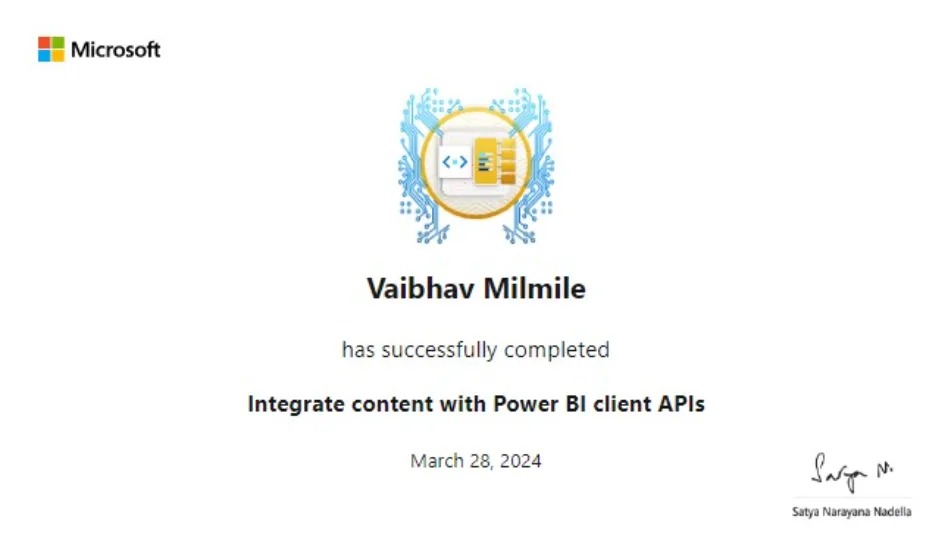 Microsoft
Vaibhav Milmile
has successfully completed
Integrate content with Power BI client APIs
March 28, 2024
Satya N.
Satya Narayana Nadella